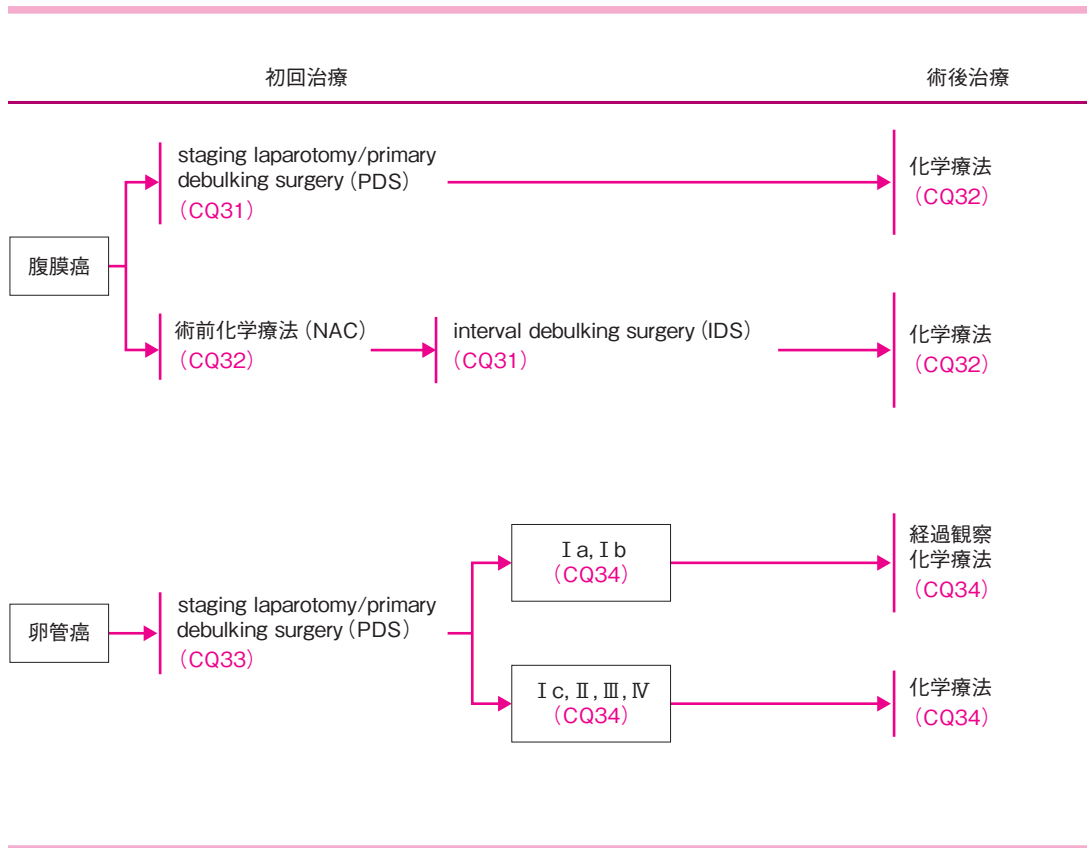 初回治療
術後治療
腹膜癌
staging laparotomy/primary
debulking surgery（PDS）
（CQ31）
化学療法
（CQ32）
術前化学療法（NAC）
（CQ32）
interval debulking surgery（IDS）
（CQ31）
化学療法
（CQ32）
卵管癌
staging laparotomy/primary
debulking surgery（PDS）
（CQ33）
Ⅰa, Ⅰb
（CQ34）
経過観察
化学療法
（CQ34）
Ⅰc, Ⅱ, Ⅲ, Ⅳ
（CQ34）
化学療法
（CQ34）